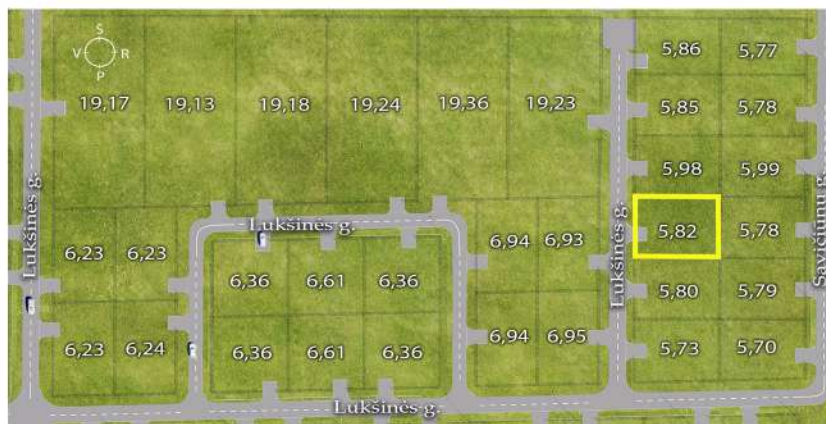 S
V R
P
5,86 5,77
19,17 19,13 19,18 19,24 19,36 19,23
5,85 5,78
5,98 5,99
Lukšinės g.
Lukšinės g.
Lukšinės g.
Savičiunu g.
5,82 5,78
6,23 6,23
6,94 6,93
6,36 6,61 6,36
5,80 5,79
6,94 6,95
6,23 6,24
6,36 6,61 6,36
5,73 5,70
Lukšinės g.